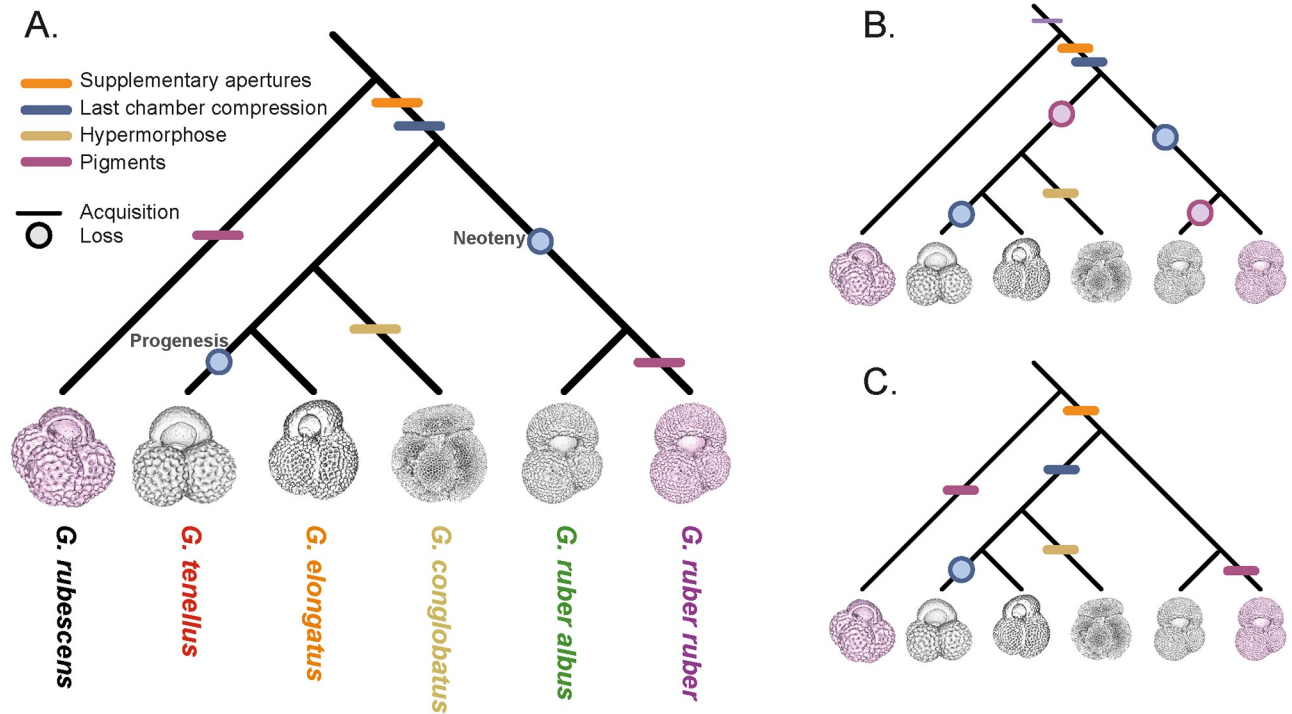 A.
Supplementary apertures
Last chamber compression
Hypermorphose
Pigments
Acquisition
Loss
Neoteny
Progenesis
G. rubescens
G. tenellus
G. elongatus
G. conglobatus
G. ruber albus
G. ruber ruber
B.
C.